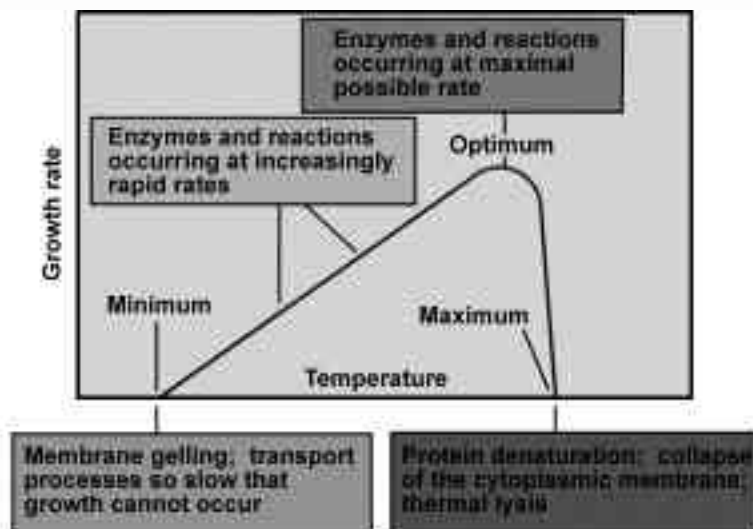 Enzymes and reactions
occurring at maximal
possible rate
Enzymes and reactions
occurring at increasingly
rapid rates
Optimum
Growth rate
Minimum
Maximum
Temperature
Membrane gelling; transport
processes so slow that
growth cannot occur
Protein denaturation; collapse
of the cytoplasmic membrane;
thermal lysis